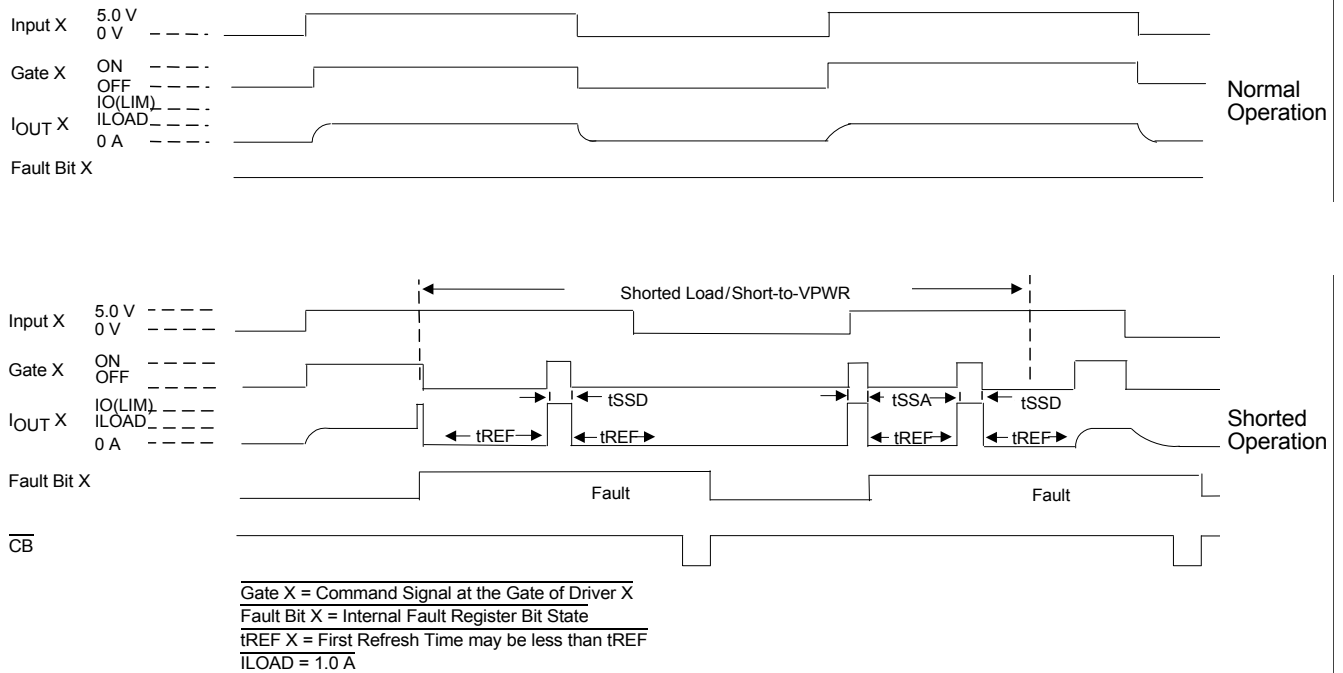 Input X
5.0 V
0 V
Gate X
ON
OFF
IOUT X
IO(LIM)
ILOAD
0 A
Fault Bit X
Normal
Operation
Shorted Load/Short-to-VPWR
Input X
5.0 V
0 V
Gate X
ON
OFF
tSSD
tSSA
tSSD
IOUT X
IO(LIM)
ILOAD
0 A
tREF
tREF
tREF
tREF
Shorted
Operation
Fault Bit X
Fault
Fault
CB
Gate X = Command Signal at the Gate of Driver X
Fault Bit X = Internal Fault Register Bit State
tREF X = First Refresh Time may be less than tREF
ILOAD = 1.0 A